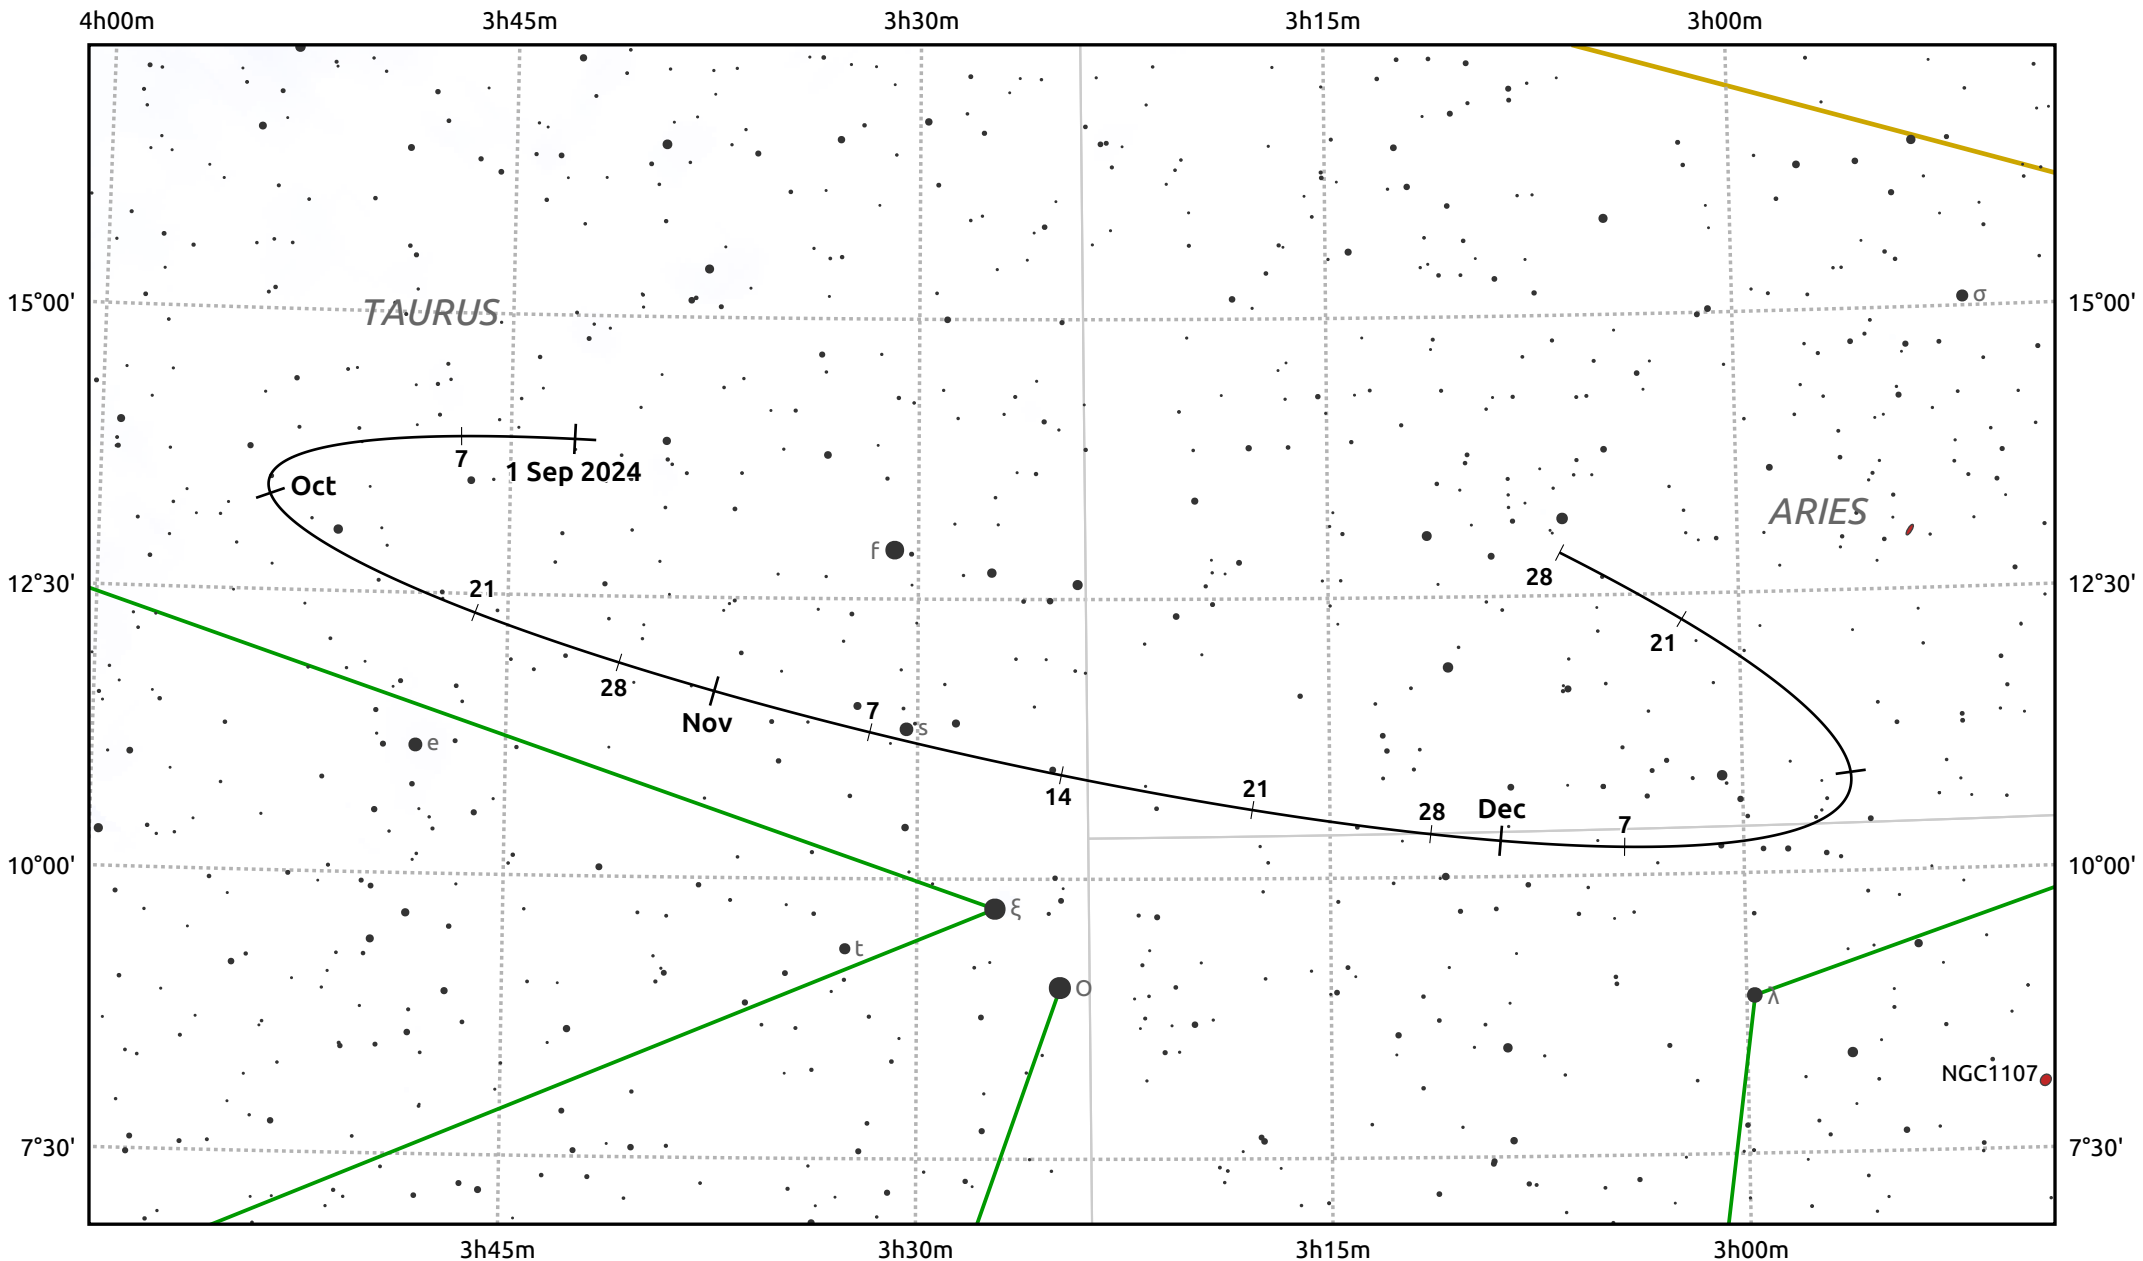 4h00m 3h45m 3h30m 3h15m 3h00m
σ
15°00' TAURUS 15°00'
7 1 Sep 2024
Oct
ARIES
f
28
12°30' 21 12°30'
21
28
7
Nov s
e
21
14
28 Dec 7
10°00' 10°00'
ξ
t
ο λ
NGC1107
7°30' 7°30'
3h45m 3h30m 3h15m 3h00m